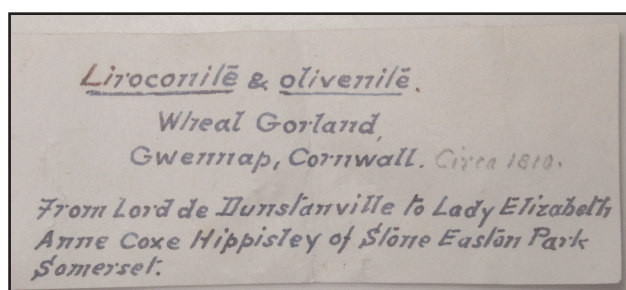 Liroconite & olivenite.
Wheal Gorland,
Gwennap, Cornwall. Circa 1810.
From Lord de Dunstanville to Lady Elizabeth
Anne Coxe Hippisley of Stone Easton Park
Somerset.